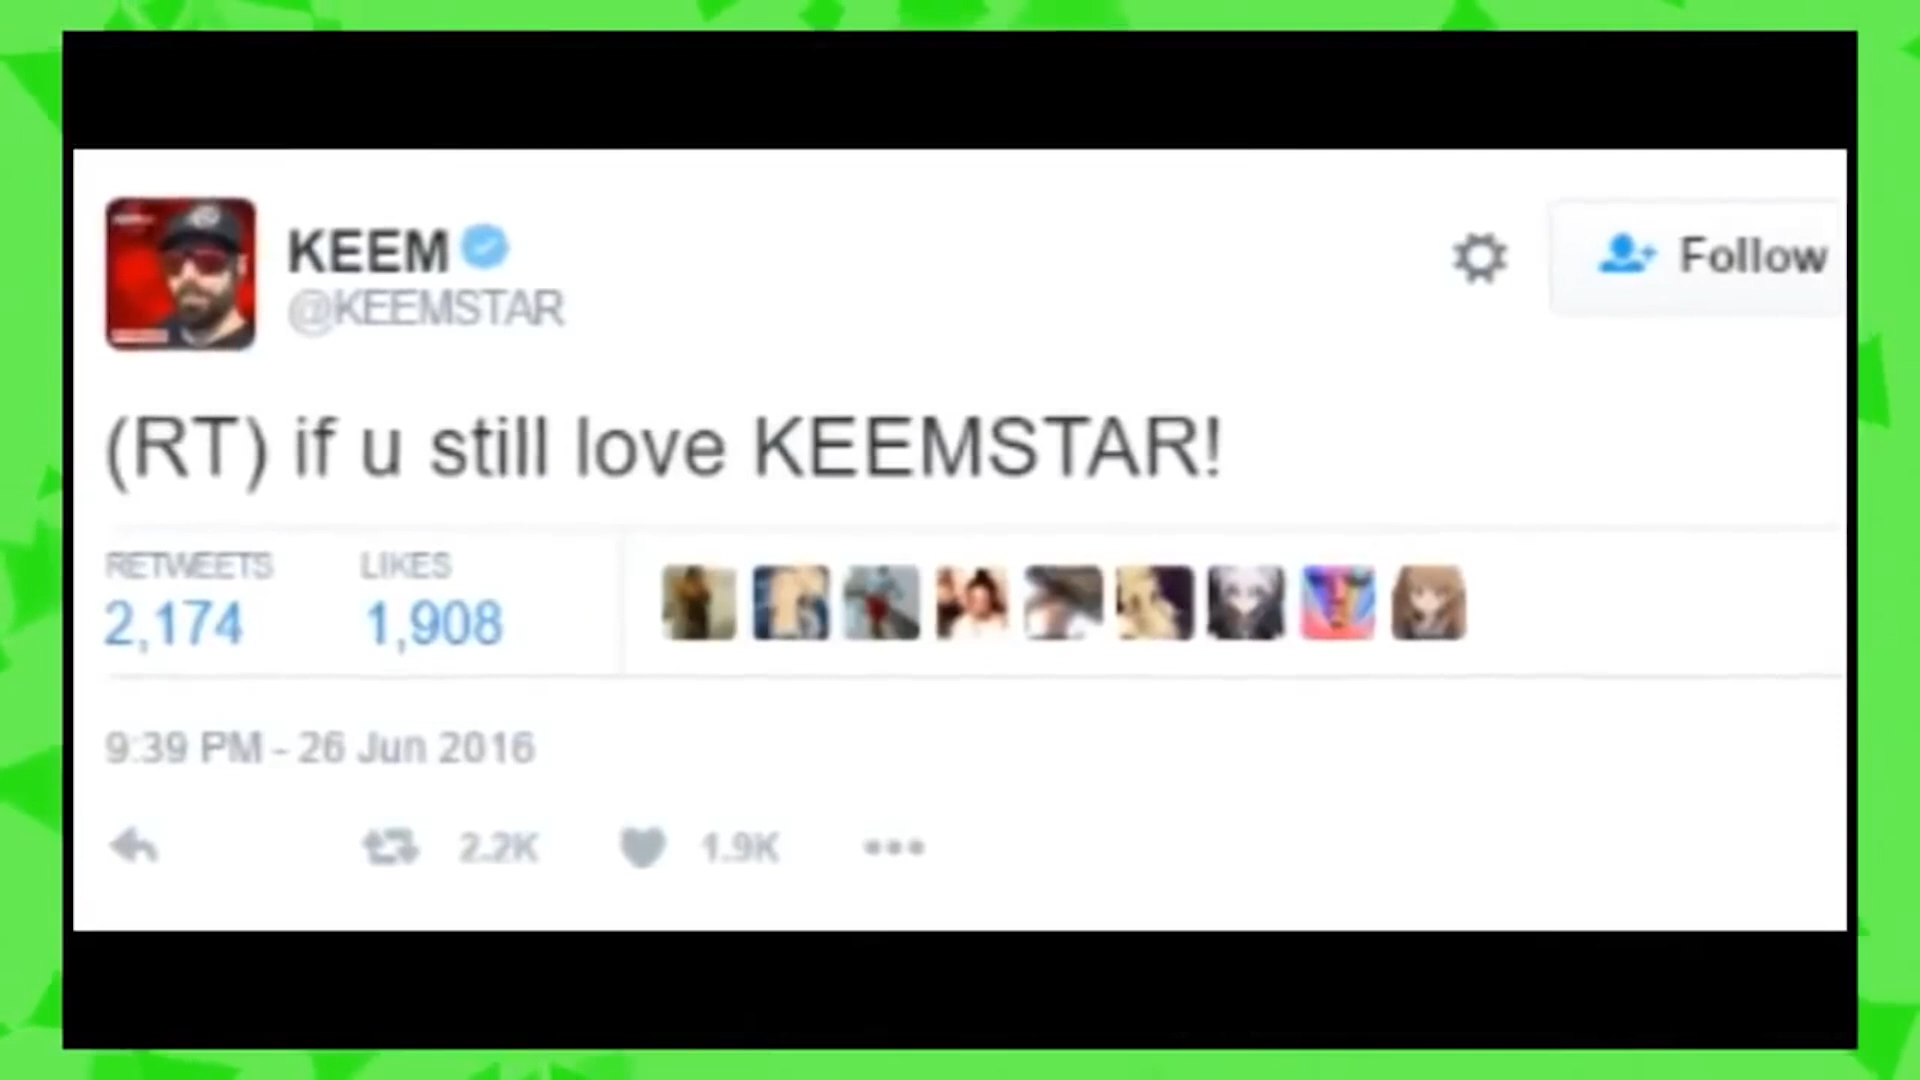 KEEM
@KEEMSTAR
Follow
(RT) if u still love KEEMSTAR!
RETWEETS LIKES
2,174 1,908
9:39 PM - 26 Jun 2016
2.2K 1.9K